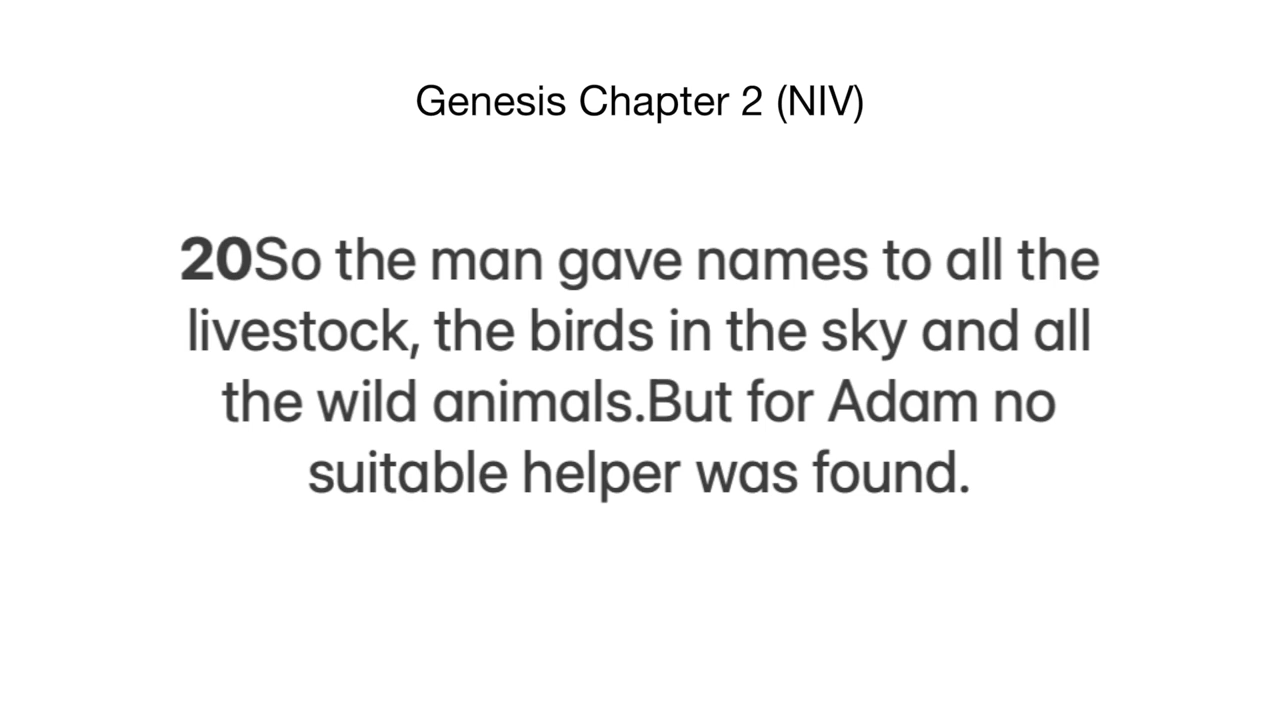 Genesis Chapter 2 (NIV)
20So the man gave names to all the
livestock, the birds in the sky and all
the wild animals.But for Adam no
suitable helper was found.